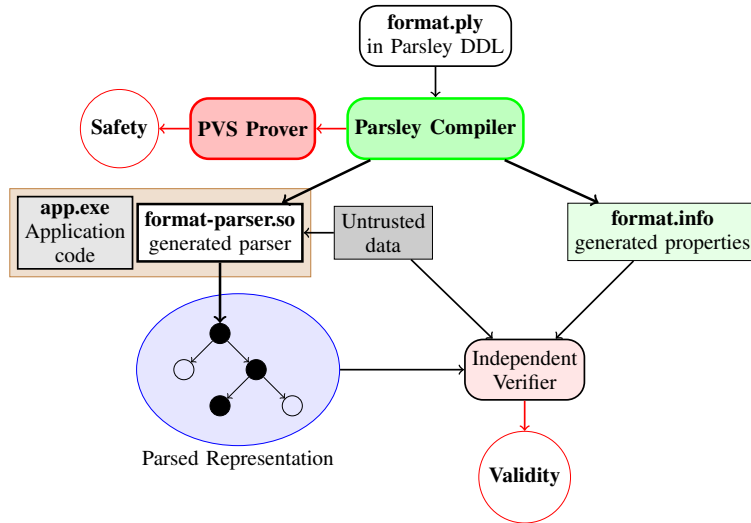 format.ply
in Parsley DDL
Safety
PVS Prover
Parsley Compiler
app.exe
Application
code
format-parser.so
generated parser
Untrusted
data
format.info
generated properties
Independent
Verifier
Parsed Representation
Validity